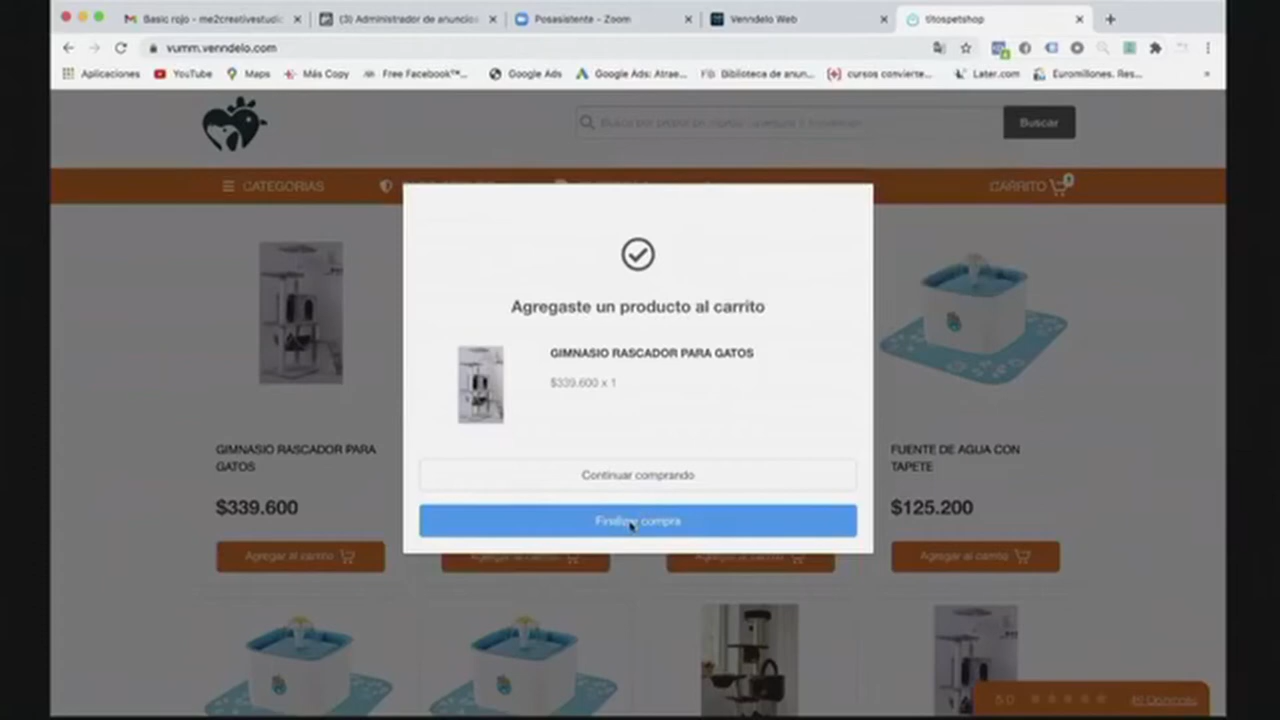 Basic rojo - me2creativestudic
(3) Administrador de anuncios
Posasistente - Zoom
Venndelo Web
titospetshop
vumm.venndelo.com
Aplicaciones
YouTube
Maps
Más Copy
Free Facebook™...
Google Ads
Google Ads: Atrae...
Biblioteca de anun...
cursos convierte...
Later.com
Euromillones. Res...
»
Buscar
CATEGORIAS
CARRITO
Agregaste un producto al carrito
GIMNASIO RASCADOR PARA GATOS
$339.600 x 1
Continuar comprando
Finalizar compra
GIMNASIO RASCADOR PARA
GATOS
$339.600
Agregar al carrito
Agregar al carrito
Agregar al carrito
FUENTE DE AGUA CON
TAPETE
$125.200
Agregar al carrito
5.0